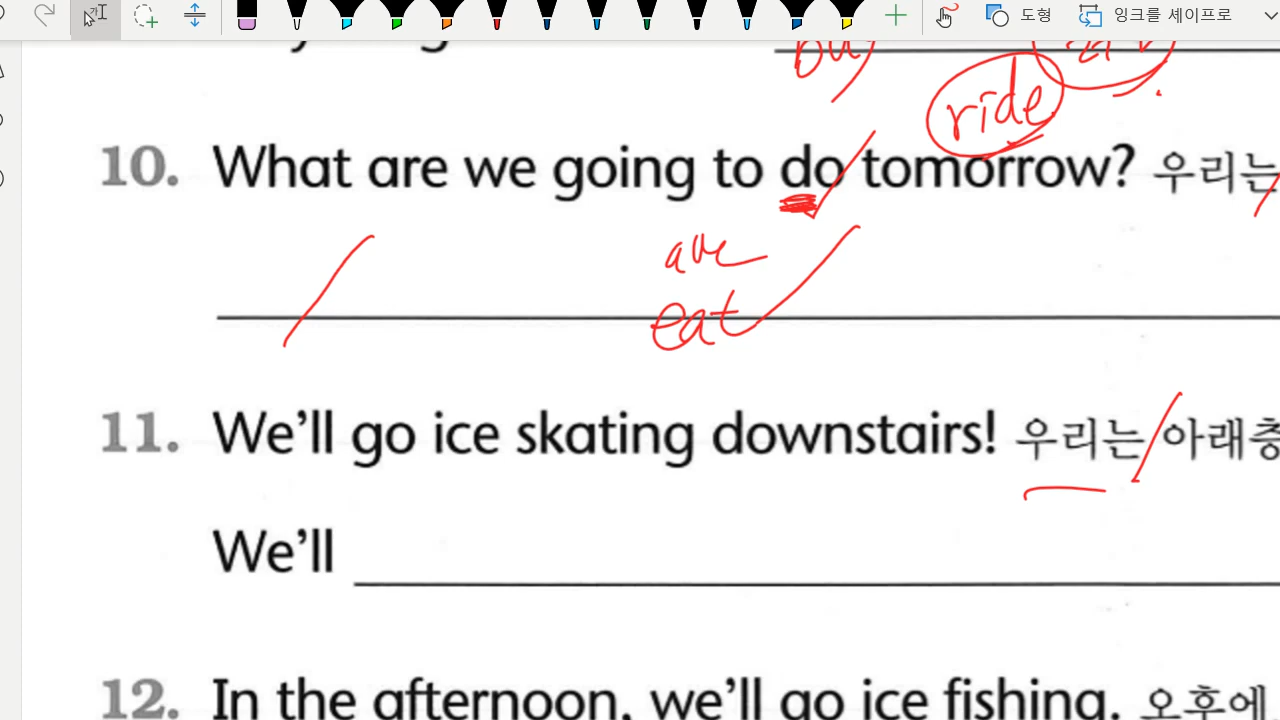 도형 잉크를 셰이프로
ride
10. What are we going to do tomorrow? 우리는
are
eat
11. We'll go ice skating downstairs! 우리는 아래층
We'll
12. In the afternoon, we'll go ice fishing. 오후에